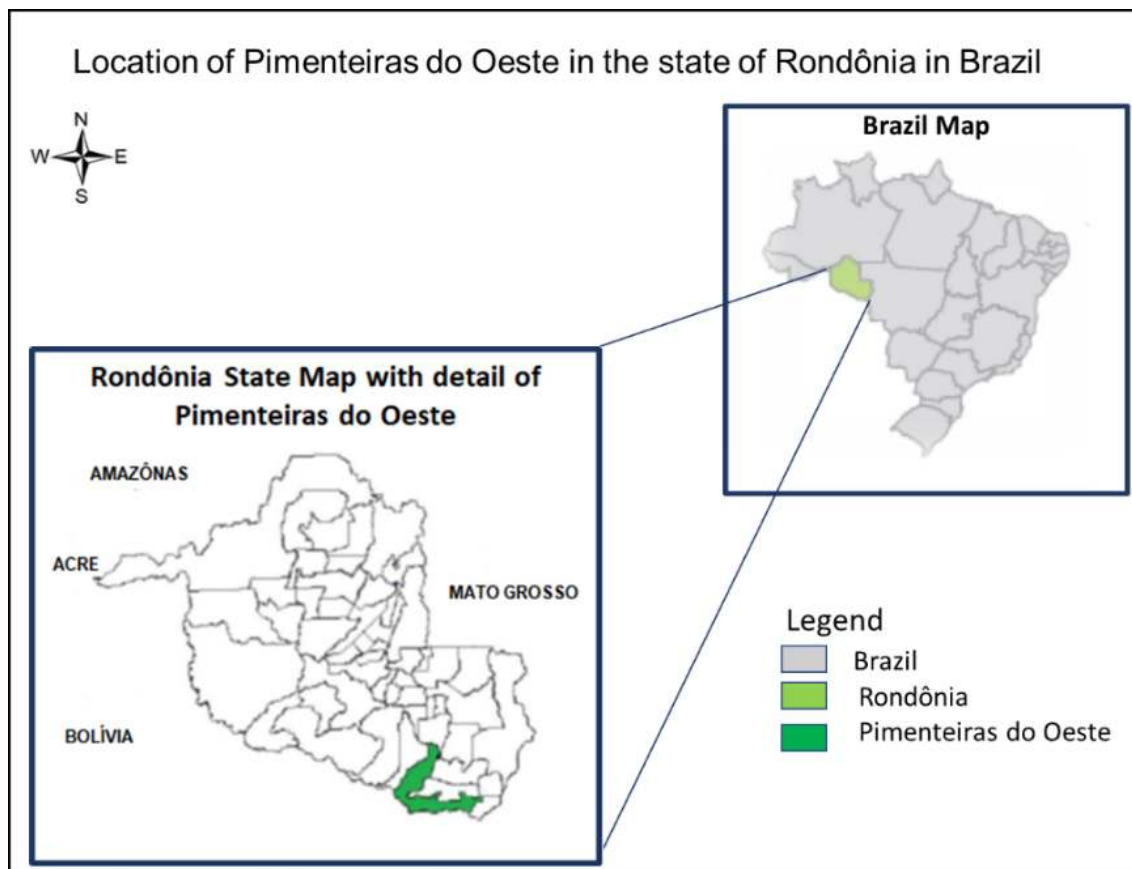 Location of Pimenteiras do Oeste in the state of Rondônia in Brazil
N
W E
S
Brazil Map
Rondônia State Map with detail of
Pimenteiras do Oeste
AMAZÔNAS
ACRE
MATO GROSSO
BOLÍVIA
Legend
Brazil
Rondônia
Pimenteiras do Oeste